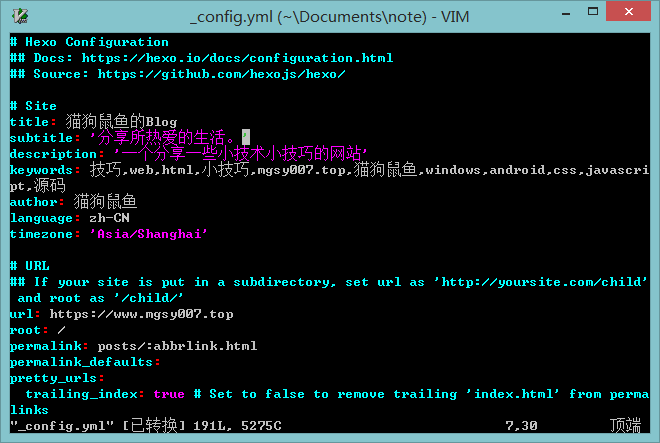 _config.yml (~\Documents\note) - VIM
# Hexo Configuration
## Docs: https://hexo.io/docs/configuration.html
## Source: https://github.com/hexojs/hexo/
# Site
title: 猫狗鼠鱼的Blog
subtitle: '分享所热爱的生活。'
description: '一个分享一些小技术小技巧的网站'
keywords: 技巧,web,html,小技巧,mgsy007.top,猫狗鼠鱼,windows,android,css,javascri
pt,源码
author: 猫狗鼠鱼
language: zh-CN
timezone: 'Asia/Shanghai'
# URL
## If your site is put in a subdirectory, set url as 'http://yoursite.com/child'
and root as '/child/'
url: https://www.mgsy007.top
root: /
permalink: posts/:abbrlink.html
permalink_defaults:
pretty_urls:
trailing_index: true # Set to false to remove trailing 'index.html' from perma
links
"_config.yml" [已转换] 191L, 5275C 7,30 顶端